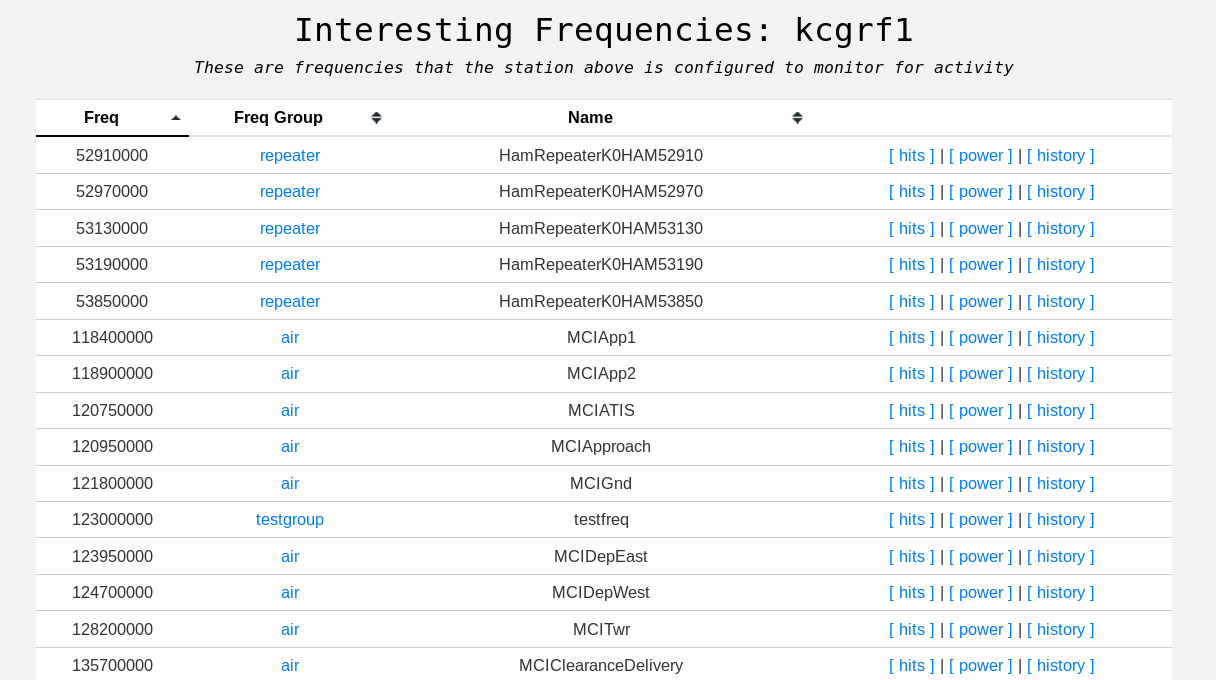 Interesting Frequencies: kcgrf1
These are frequencies that the station above is configured to monitor for activity
Freq Freq Group Name
52910000 repeater HamRepeaterK0HAM52910 [ hits ] | [ power ] | [ history ]
52970000 repeater HamRepeaterK0HAM52970 [ hits ] | [ power ] | [ history ]
53130000 repeater HamRepeaterK0HAM53130 [ hits ] | [ power ] | [ history ]
53190000 repeater HamRepeaterK0HAM53190 [ hits ] | [ power ] | [ history ]
53850000 repeater HamRepeaterK0HAM53850 [ hits ] | [ power ] | [ history ]
118400000 air MCIApp1 [ hits ] | [ power ] | [ history ]
118900000 air MCIApp2 [ hits ] | [ power ] | [ history ]
120750000 air MCIATIS [ hits ] | [ power ] | [ history ]
120950000 air MCIApproach [ hits ] | [ power ] | [ history ]
121800000 air MCIGnd [ hits ] | [ power ] | [ history ]
123000000 testgroup testfreq [ hits ] | [ power ] | [ history ]
123950000 air MCIDepEast [ hits ] | [ power ] | [ history ]
124700000 air MCIDepWest [ hits ] | [ power ] | [ history ]
128200000 air MCITwr [ hits ] | [ power ] | [ history ]
135700000 air MCIClearanceDelivery [ hits ] | [ power ] | [ history ]